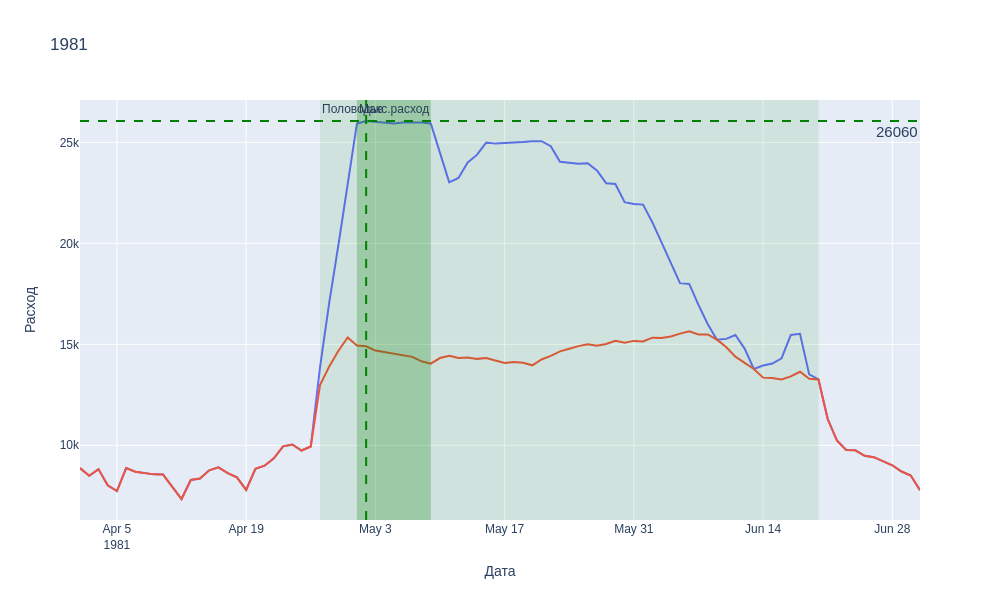 1981
Половодье
Макс.расход
26060
25k
20k
15k
10k
Расход
Apr 5
1981
Apr 19
May 3
May 17
May 31
Jun 14
Jun 28
Дата